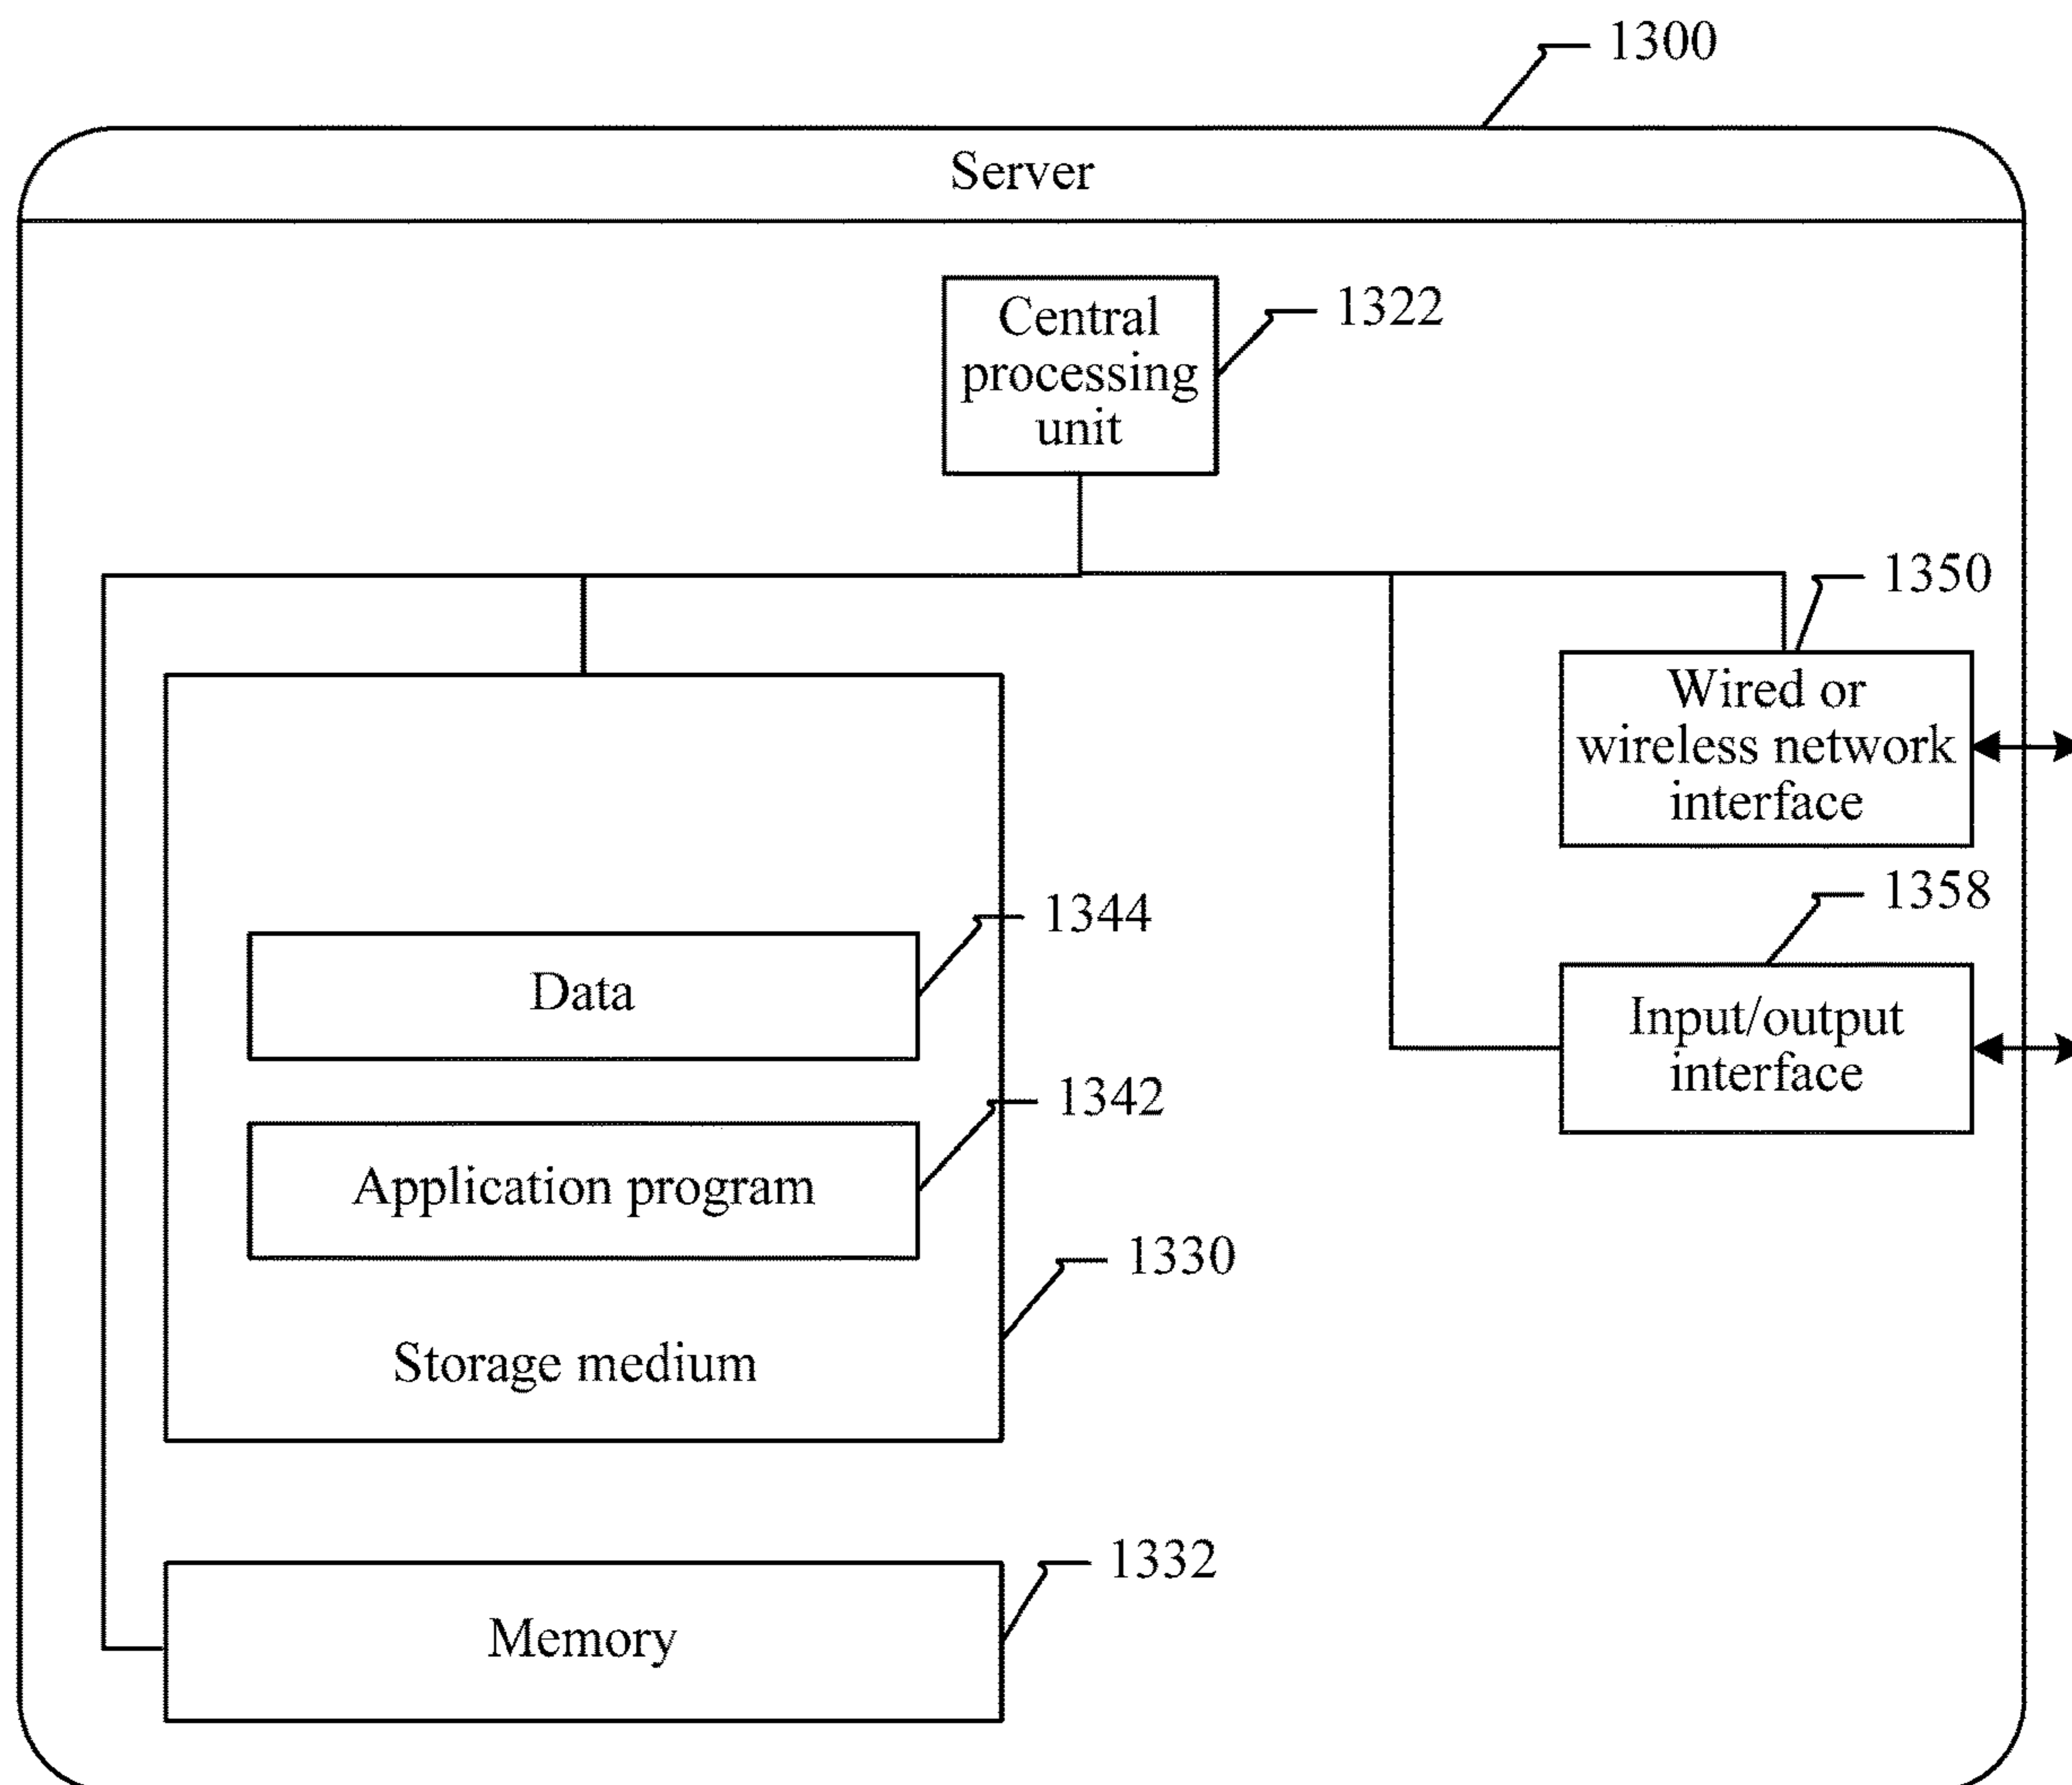 1300
Server
Central
processing
unit
1322
1350
Wired or
wireless network
interface
1358
Input/output
interface
1344
Data
1342
Application program
1330
Storage medium
1332
Memory